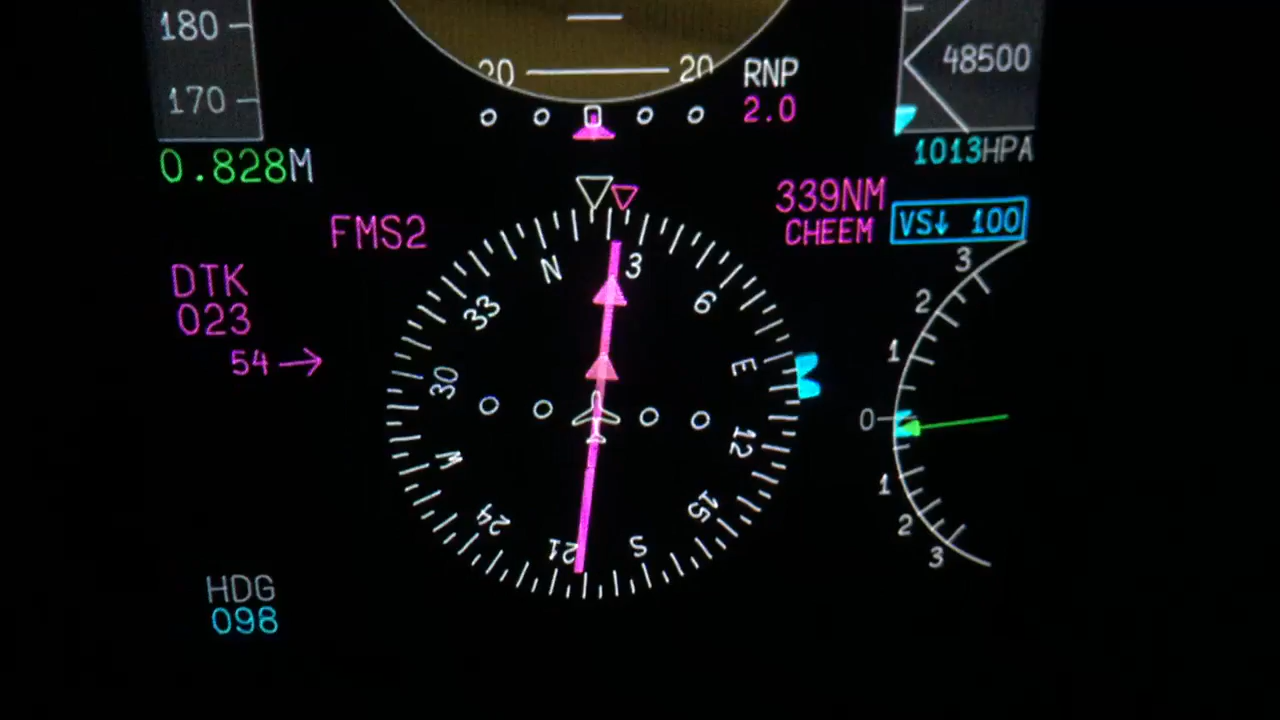 180
170
20 20
RNP
2.0
48500
1013HPA
0.828M
339NM
CHEEM
VS↓ 100
FMS2
DTK
023
54 →
N 3 6 E 12 15 S 21 24 W 30 33
3
2
1
0
1
2
3
HDG
098